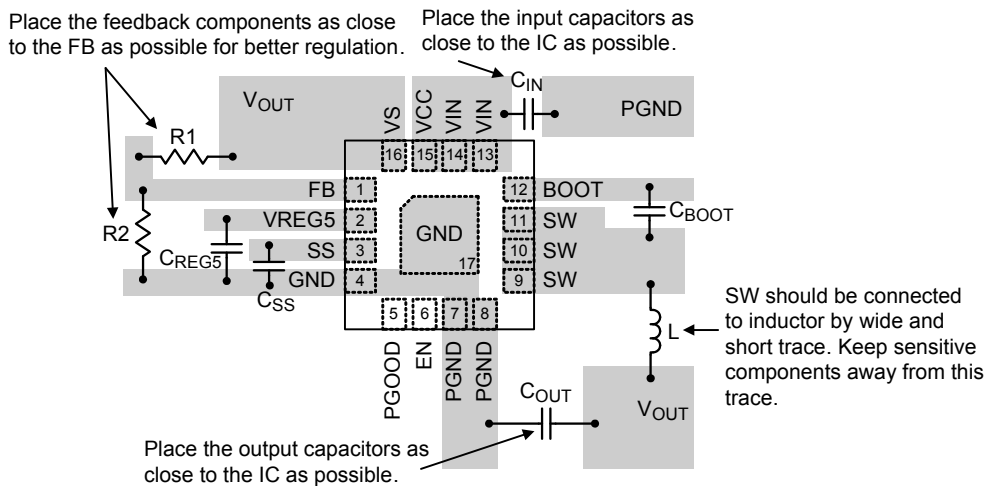 Place the feedback components as close
to the FB as possible for better regulation.
Place the input capacitors as
close to the IC as possible.
CIN
VOUT
PGND
VS
VCC
VIN
VIN
R1
16
15
14
13
FB
1
12
BOOT
VREG5
2
11
SW
CBOOT
R2
GND
SS
3
10
SW
CREG5
17
GND
4
9
SW
CSS
5
6
7
8
PGOOD
EN
PGND
PGND
L
SW should be connected
to inductor by wide and
short trace. Keep sensitive
components away from this
trace.
COUT
VOUT
Place the output capacitors as
close to the IC as possible.